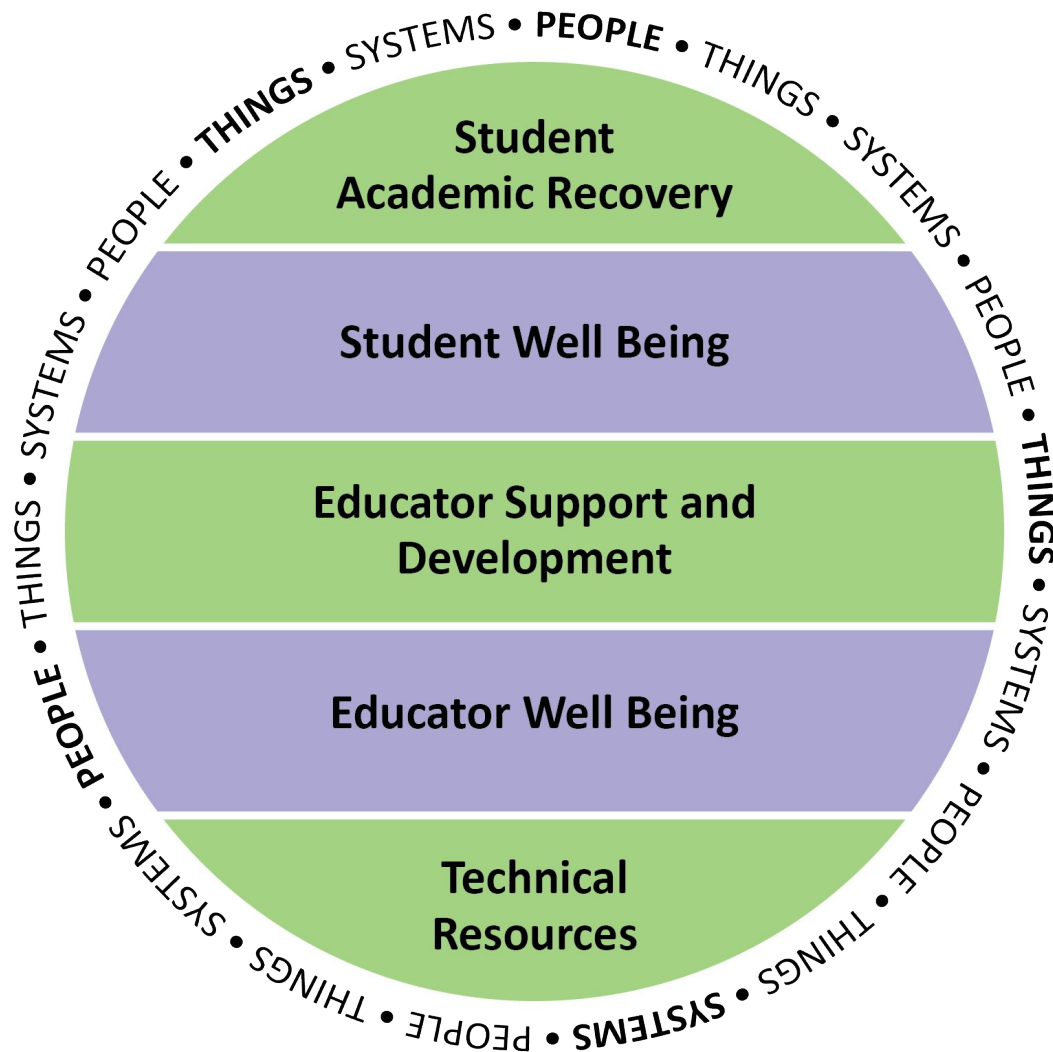 PEOPLE • THINGS • SYSTEMS • PEOPLE • THINGS • SYSTEMS • PEOPLE • THINGS • SYSTEMS • PEOPLE • THINGS • SYSTEMS • PEOPLE • THINGS • SYSTEMS • PEOPLE • THINGS • SYSTEMS •
Student
Academic Recovery
Student Well Being
Educator Support and
Development
Educator Well Being
Technical
Resources